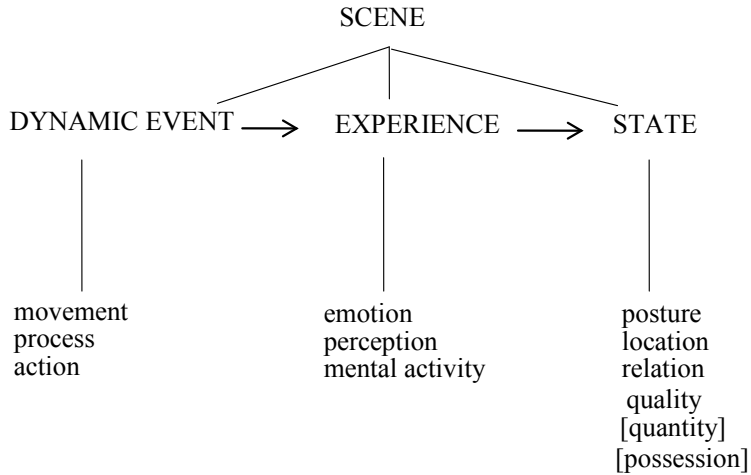 SCENE
DYNAMIC EVENT EXPERIENCE STATE
movement
process
action
emotion
perception
mental activity
posture
location
relation
quality
[quantity]
[possession]